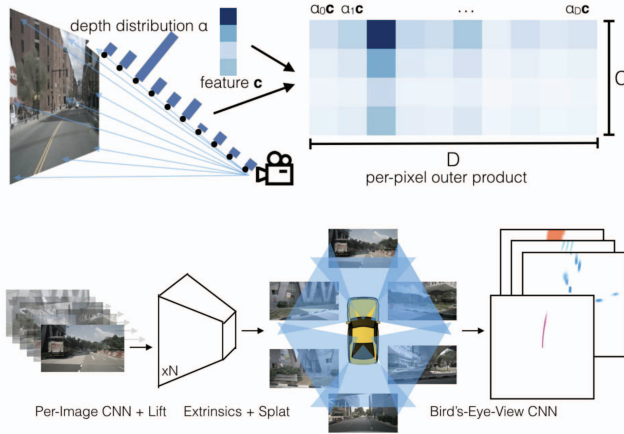 depth distribution α
feature c
α₀c α₁c ... α_Dc
C
D
per-pixel outer product
xN
Per-Image CNN + Lift Extrinsics + Splat Bird's-Eye-View CNN